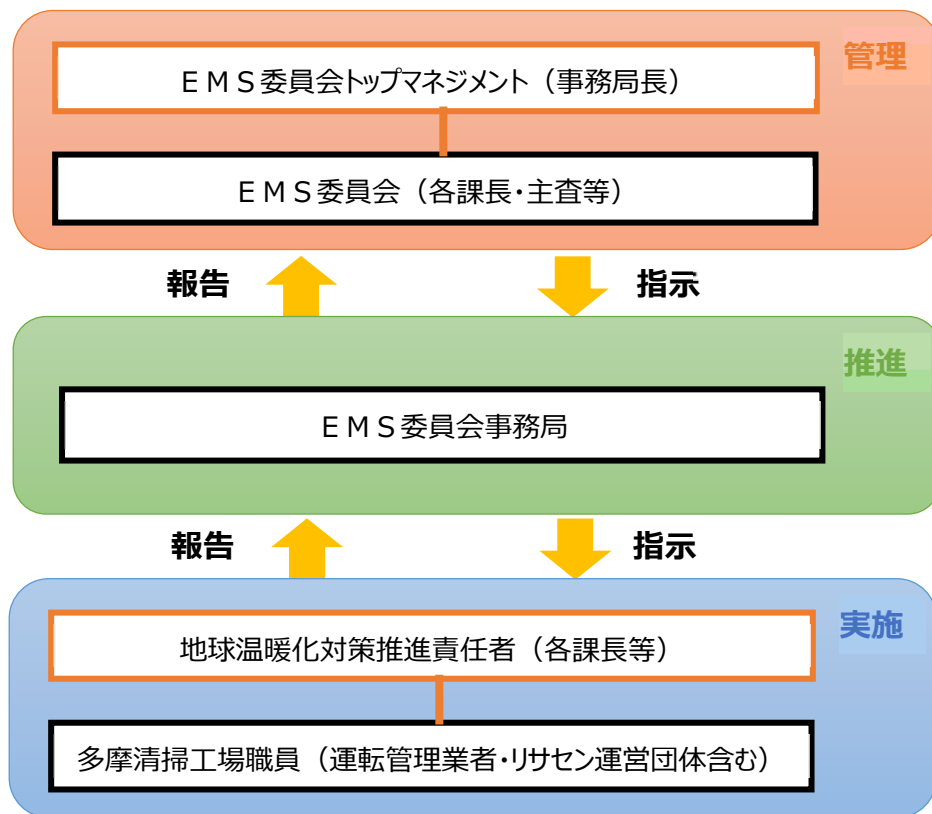 管理
ＥＭＳ委員会トップマネジメント（事務局長）
ＥＭＳ委員会（各課長・主査等）
報告
指示
推進
ＥＭＳ委員会事務局
報告
指示
実施
地球温暖化対策推進責任者（各課長等）
多摩清掃工場職員（運転管理業者・リサセン運営団体含む）